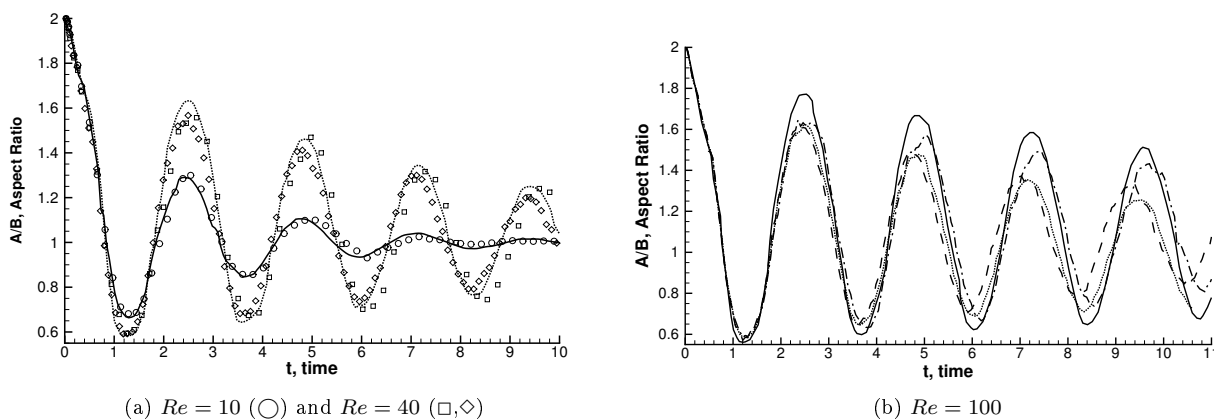 2
1.8
1.6
1.4
1.2
1
0.8
0.6
A/B, Aspect Ratio
0 1 2 3 4 5 6 7 8 9 10
t, time
(a) Re = 10 (○) and Re = 40 (□,◇)
2
1.8
1.6
1.4
1.2
1
0.8
0.6
A/B, Aspect Ratio
0 1 2 3 4 5 6 7 8 9 10 11
t, time
(b) Re = 100